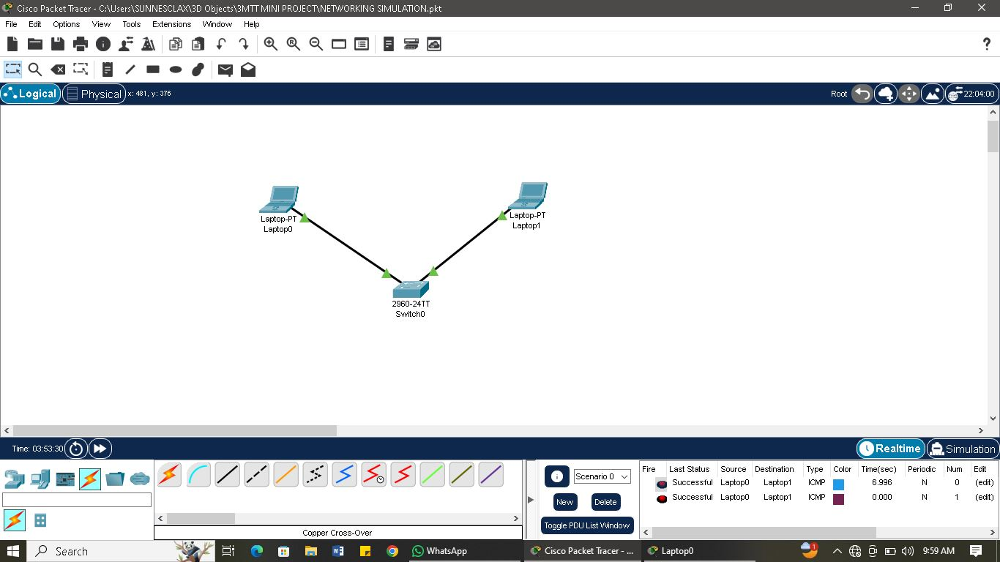 Cisco Packet Tracer - C:\Users\SUNNESCLAX\3D Objects\3MTT MINI PROJECT\NETWORKING SIMULATION.pkt
File Edit Options View Tools Extensions Window Help
Logical Physical x: 481, y: 376 Root 22:04:00
Laptop-PT
Laptop0
Laptop-PT
Laptop1
2960-24TT
Switch0
Time: 03:53:30 Realtime Simulation
Scenario 0
New Delete
Toggle PDU List Window
Fire Last Status Source Destination Type Color Time(sec) Periodic Num Edit
Successful Laptop0 Laptop1 ICMP 6.996 N 0 (edit)
Successful Laptop0 Laptop1 ICMP 0.000 N 1 (edit)
Copper Cross-Over
Search WhatsApp Cisco Packet Tracer - ... Laptop0 1 9:59 AM